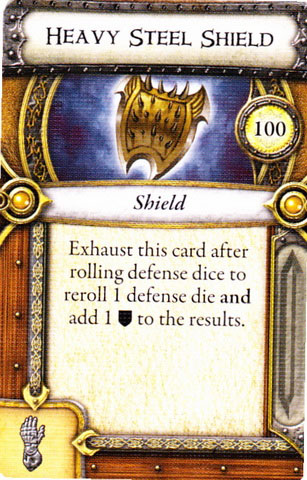 HEAVY STEEL SHIELD
100
Shield
Exhaust this card after
rolling defense dice to
reroll 1 defense die and
add 1 to the results.